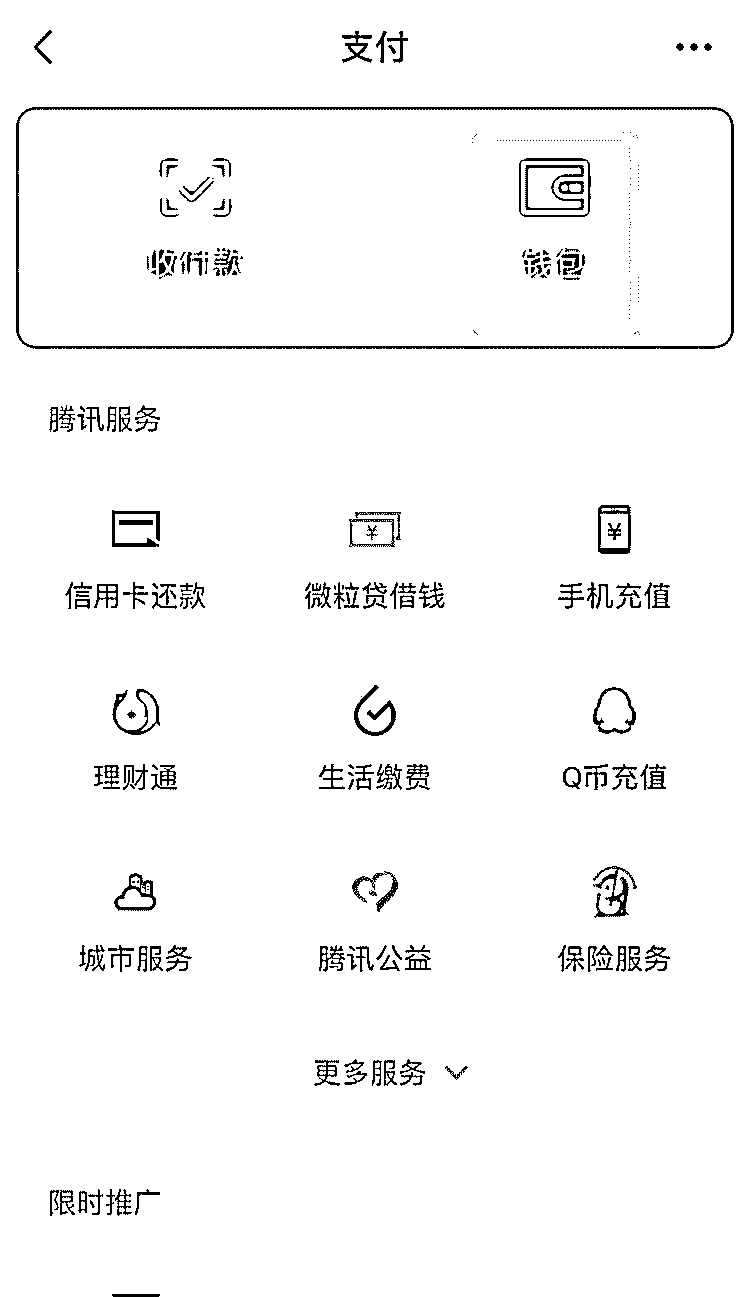 支付
收付款 钱包
腾讯服务
信用卡还款 微粒贷借钱 手机充值
理财通 生活缴费 Q币充值
城市服务 腾讯公益 保险服务
更多服务
限时推广